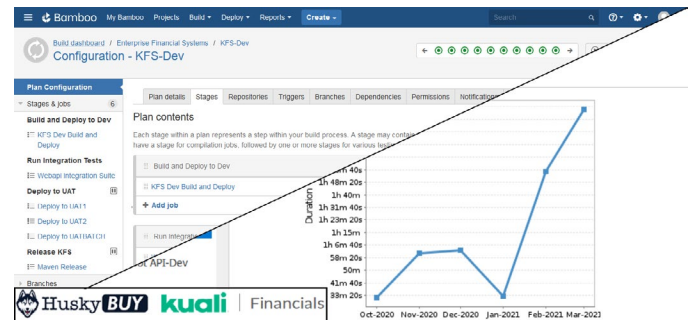 Bamboo My Bamboo Projects Build Deploy Reports Create Search
Build dashboard / Enterprise Financial Systems / KFS-Dev
Configuration - KFS-Dev
Plan Configuration
Stages & jobs 6
Build and Deploy to Dev
KFS Dev Build and
Deploy
Run Integration Tests
Webapi Integration Suite
Deploy to UAT
Deploy to UAT1
Deploy to UAT2
Deploy to UATBATCH
Release KFS
Maven Release
Branches
Plan details Stages Repositories Triggers Branches Dependencies Permissions Notifications
Plan contents
Each stage within a plan represents a step within your build process. A stage may contain
have a stage for compilation jobs, followed by one or more stages for various tests
Build and Deploy to Dev
KFS Dev Build and Deploy
+ Add job
Run Integrat
API-Dev
Duration
40s
1h 48m 20s
1h 40m
1h 31m 40s
1h 23m 20s
1h 15m
1h 6m 40s
58m 20s
50m
41m 40s
33m 20s
Oct-2020 Nov-2020 Dec-2020 Jan-2021 Feb-2021 Mar-2021
Husky BUY kuali | Financials